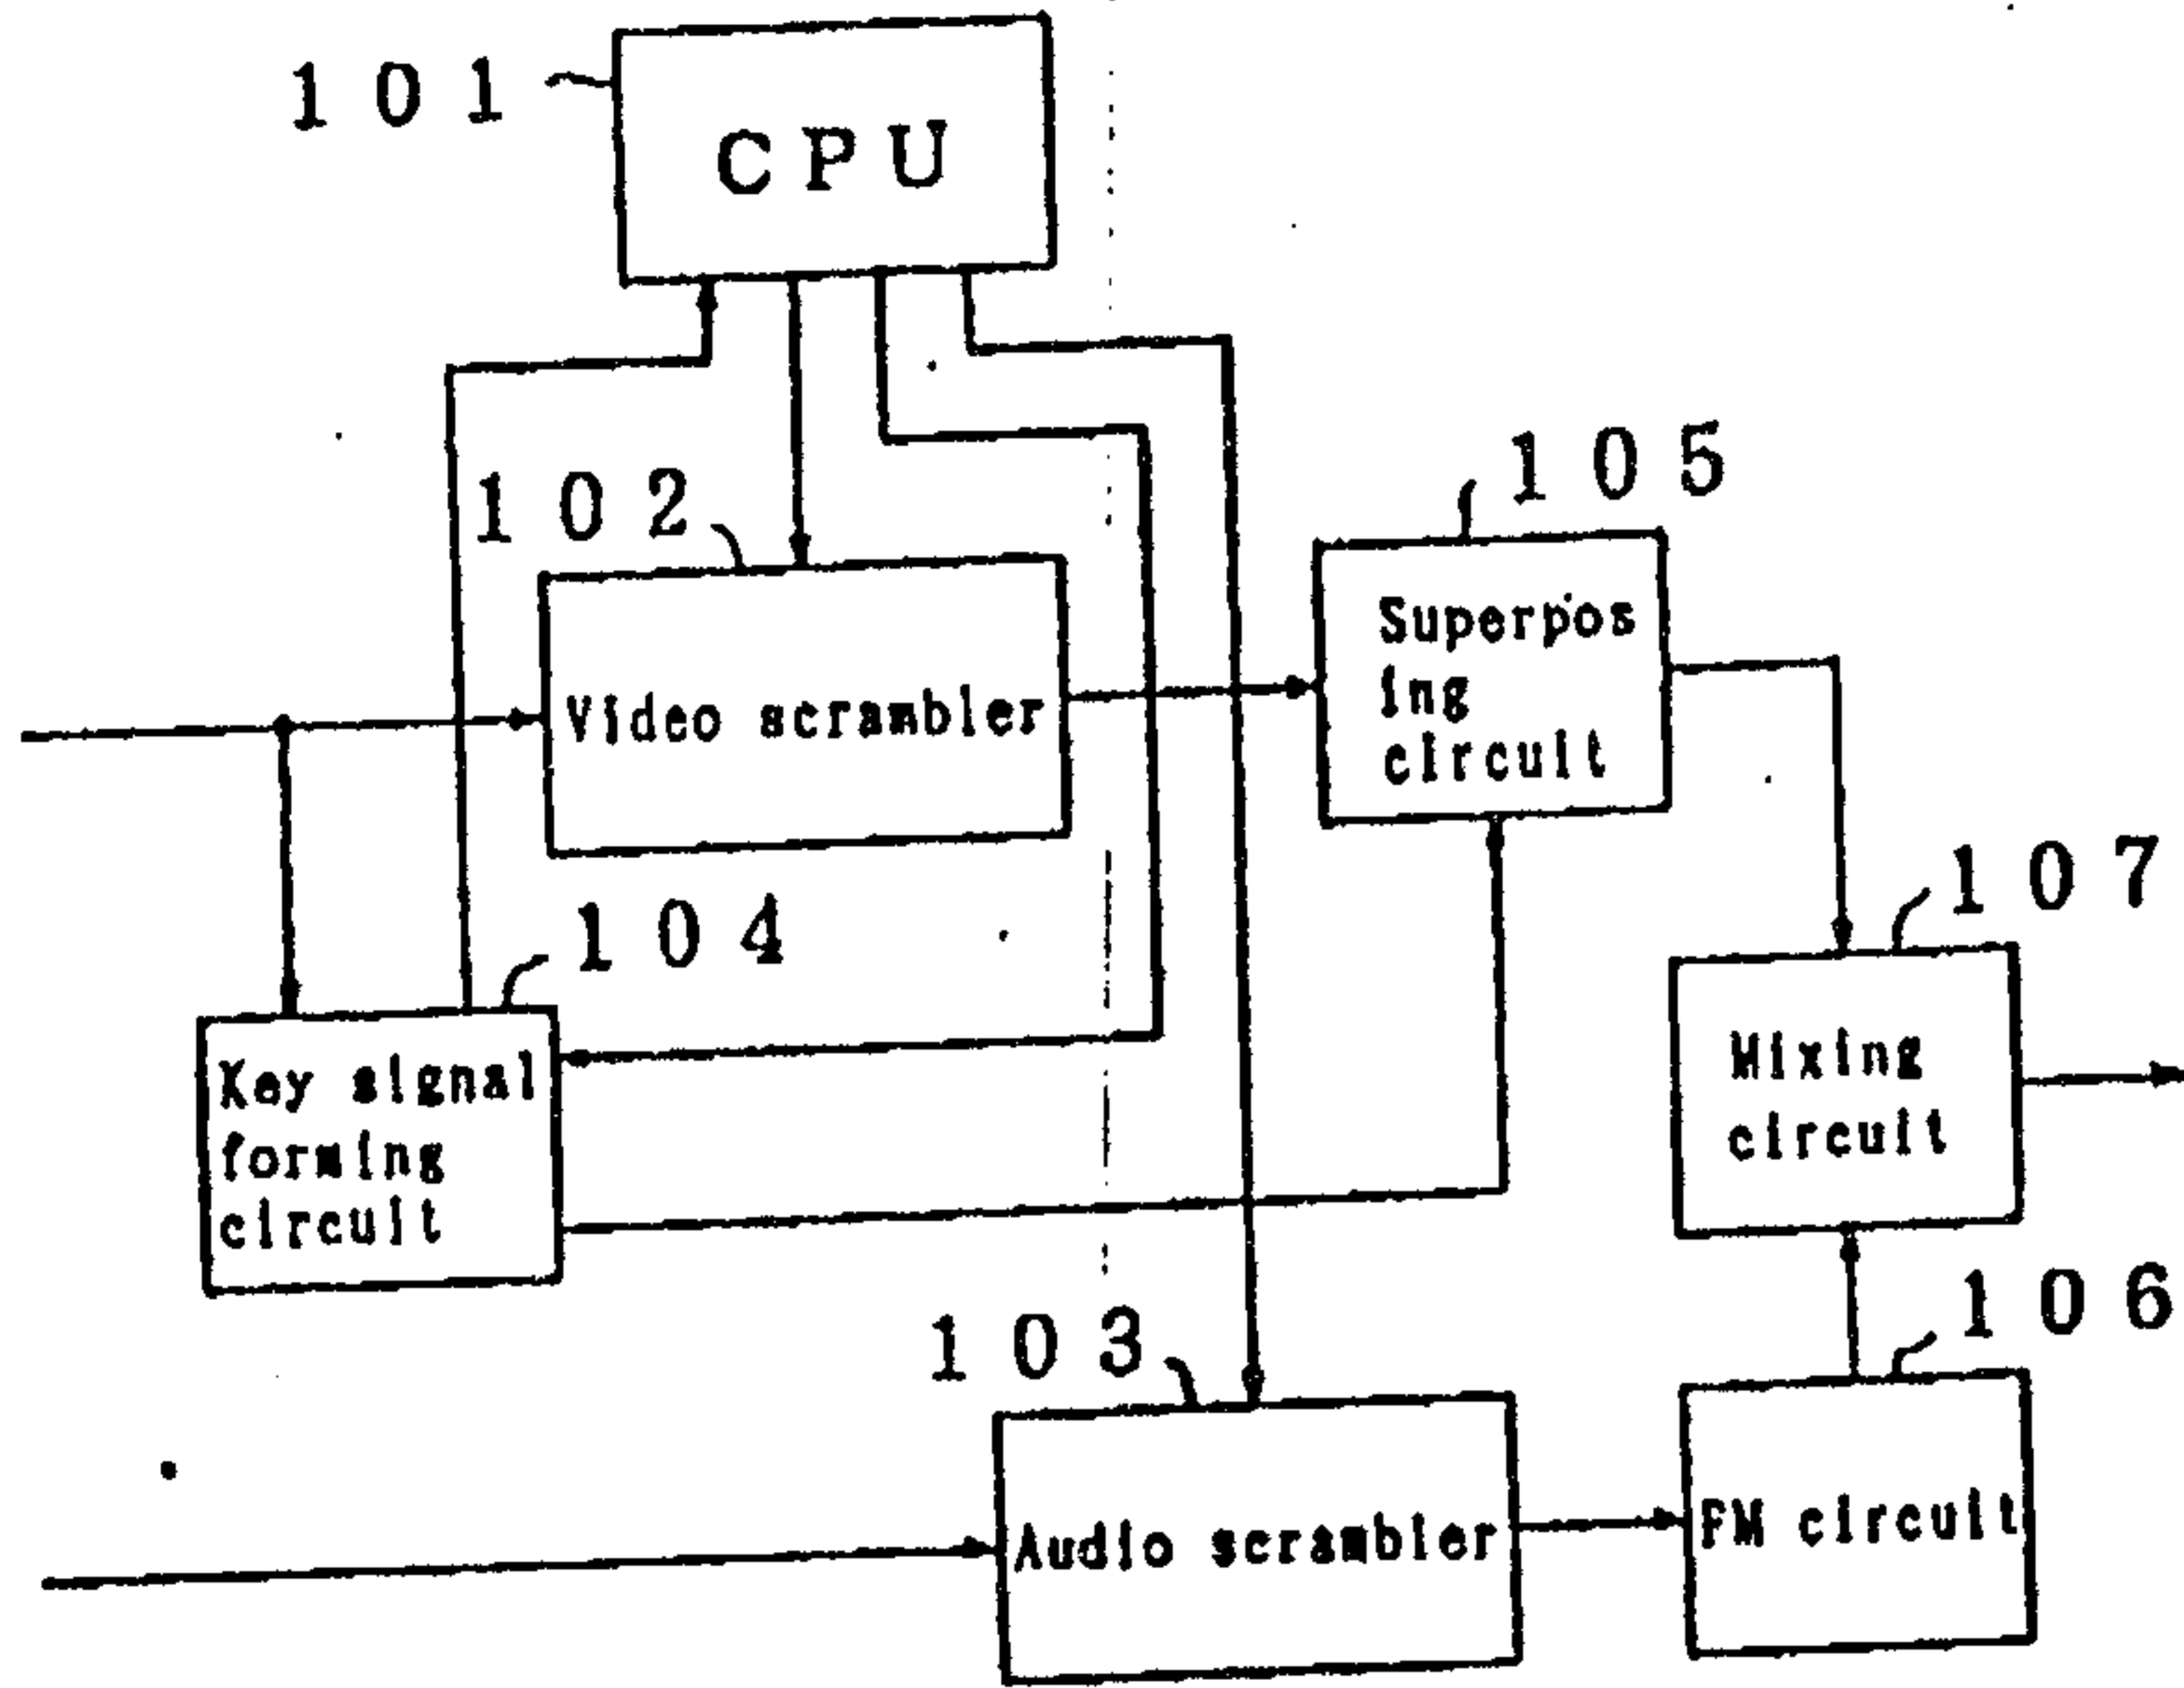 101
CPU
102
105
Superpos
ing
circuit
Video scrambler
104
107
Key signal
forming
circuit
Mixing
circuit
103
106
Audio scrambler
FM circuit